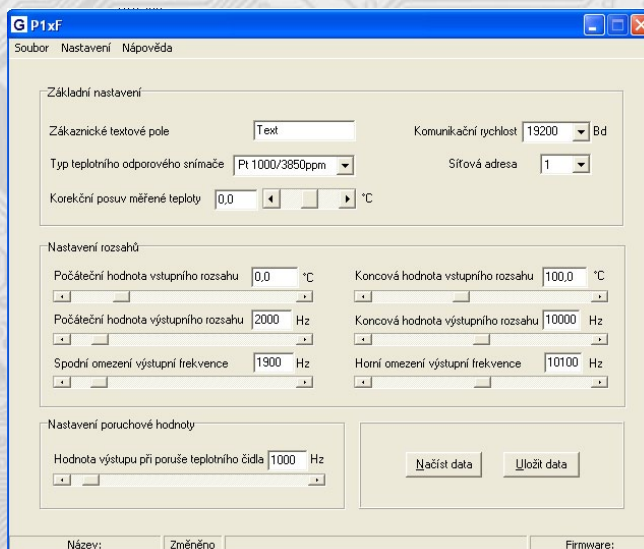 P1xF
Soubor Nastavení Nápověda
Základní nastavení
Zákaznické textové pole Text Komunikační rychlost 19200 Bd
Typ teplotního odporového snímače Pt 1000/3850ppm Síťová adresa 1
Korekční posuv měřené teploty 0,0 °C
Nastavení rozsahů
Počáteční hodnota vstupního rozsahu 0,0 °C Koncová hodnota vstupního rozsahu 100,0 °C
Počáteční hodnota výstupního rozsahu 2000 Hz Koncová hodnota výstupního rozsahu 10000 Hz
Spodní omezení výstupní frekvence 1900 Hz Horní omezení výstupní frekvence 10100 Hz
Nastavení poruchové hodnoty
Hodnota výstupu při poruše teplotního čidla 1000 Hz Načíst data Uložit data
Název: Změněno Firmware: